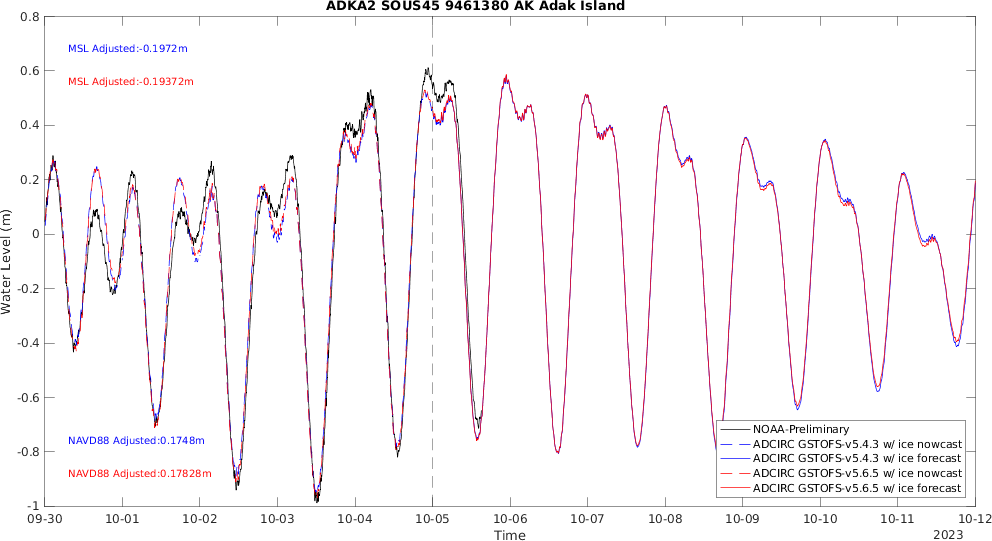 ADKA2 SOUS45 9461380 AK Adak Island
0.8
0.6
0.4
0.2
0
-0.2
-0.4
-0.6
-0.8
-1
Water Level (m)
MSL Adjusted:-0.1972m
MSL Adjusted:-0.19372m
NAVD88 Adjusted:0.1748m
NAVD88 Adjusted:0.17828m
NOAA-Preliminary
ADCIRC GSTOFS-v5.4.3 w/ ice nowcast
ADCIRC GSTOFS-v5.4.3 w/ ice forecast
ADCIRC GSTOFS-v5.6.5 w/ ice nowcast
ADCIRC GSTOFS-v5.6.5 w/ ice forecast
09-30 10-01 10-02 10-03 10-04 10-05 10-06 10-07 10-08 10-09 10-10 10-11 10-12
Time
2023